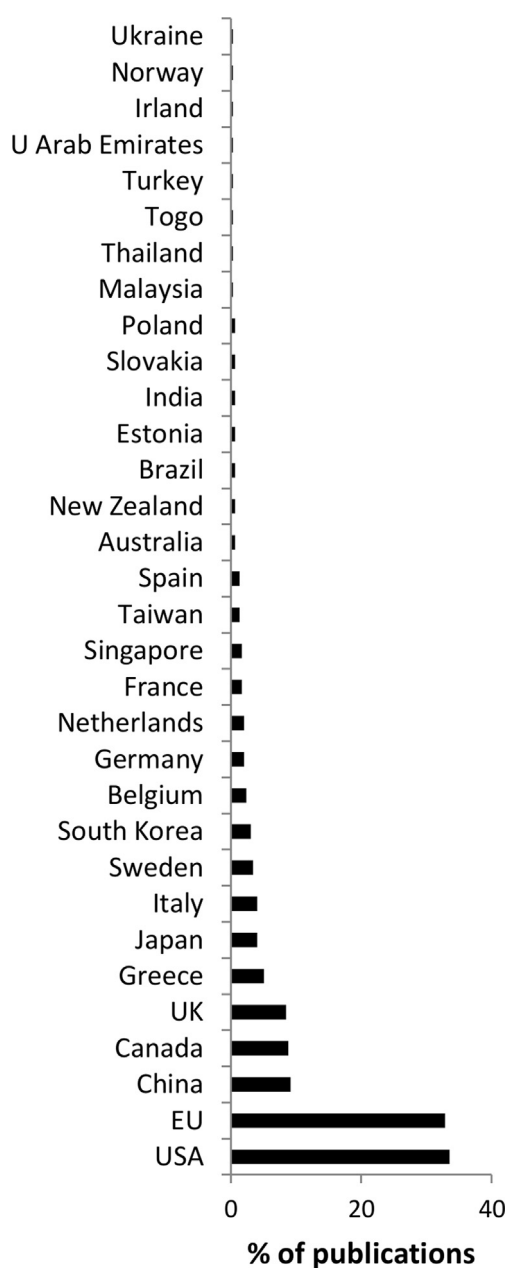 Ukraine
Norway
Irland
U Arab Emirates
Turkey
Togo
Thailand
Malaysia
Poland
Slovakia
India
Estonia
Brazil
New Zealand
Australia
Spain
Taiwan
Singapore
France
Netherlands
Germany
Belgium
South Korea
Sweden
Italy
Japan
Greece
UK
Canada
China
EU
USA
0 20 40
% of publications